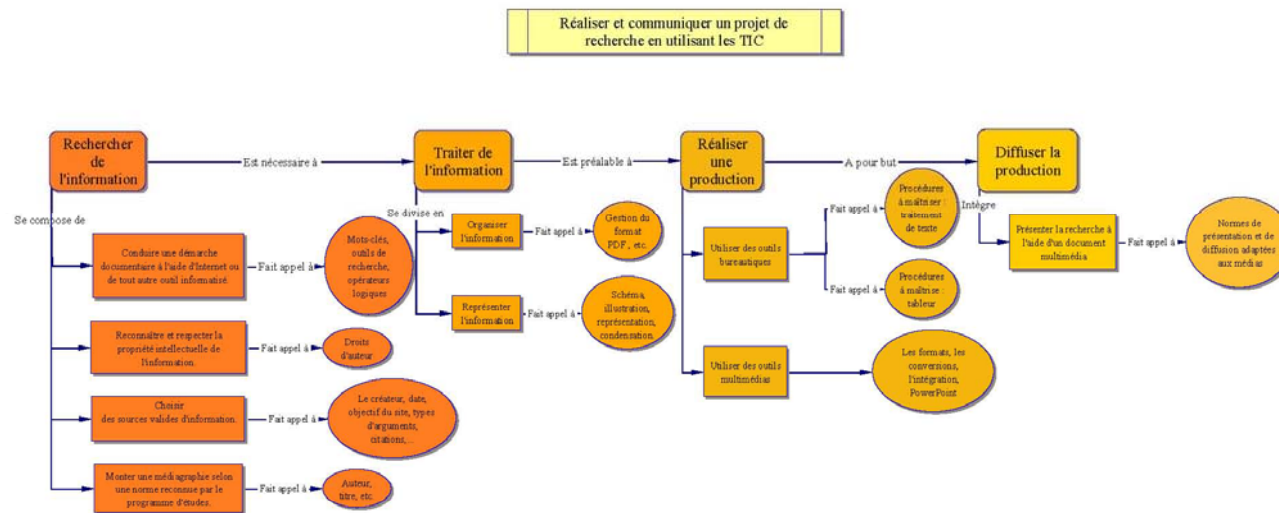 Réaliser et communiquer un projet de
recherche en utilisant les TIC
Rechercher
de
l'information
Est nécessaire à
Traiter de
l'information
Est préalable à
Réaliser
une
production
A pour but
Diffuser la
production
Se compose de
Conduire une démarche
documentaire à l'aide d'Internet ou
de tout autre outil informatisé.
Fait appel à
Mots-clés,
outils de
recherche,
opérateurs
logiques
Reconnaître et respecter la
propriété intellectuelle de
l'information.
Fait appel à
Droits
d'auteur
Choisir
des sources valides d'information.
Fait appel à
Le créateur, date,
objectif du site, types
d'arguments,
citations,...
Monter une médiagraphie selon
une norme reconnue par le
programme d'études.
Fait appel à
Auteur,
titre, etc.
Se divise en
Organiser
l'information
Fait appel à
Gestion du
format
PDF, etc.
Représenter
l'information
Fait appel à
Schéma,
illustration,
représentation,
condensation.
Utiliser des outils
bureautiques
Fait appel à
Procédures
à maîtriser :
traitement
de texte
Fait appel à
Procédures
à maîtrise :
tableur
Utiliser des outils
multimédias
Les formats, les
conversions,
l'intégration,
PowerPoint
Intègre
Présenter la recherche à
l'aide d'un document
multimédia
Fait appel à
Normes de
présentation et de
diffusion adaptées
aux médias